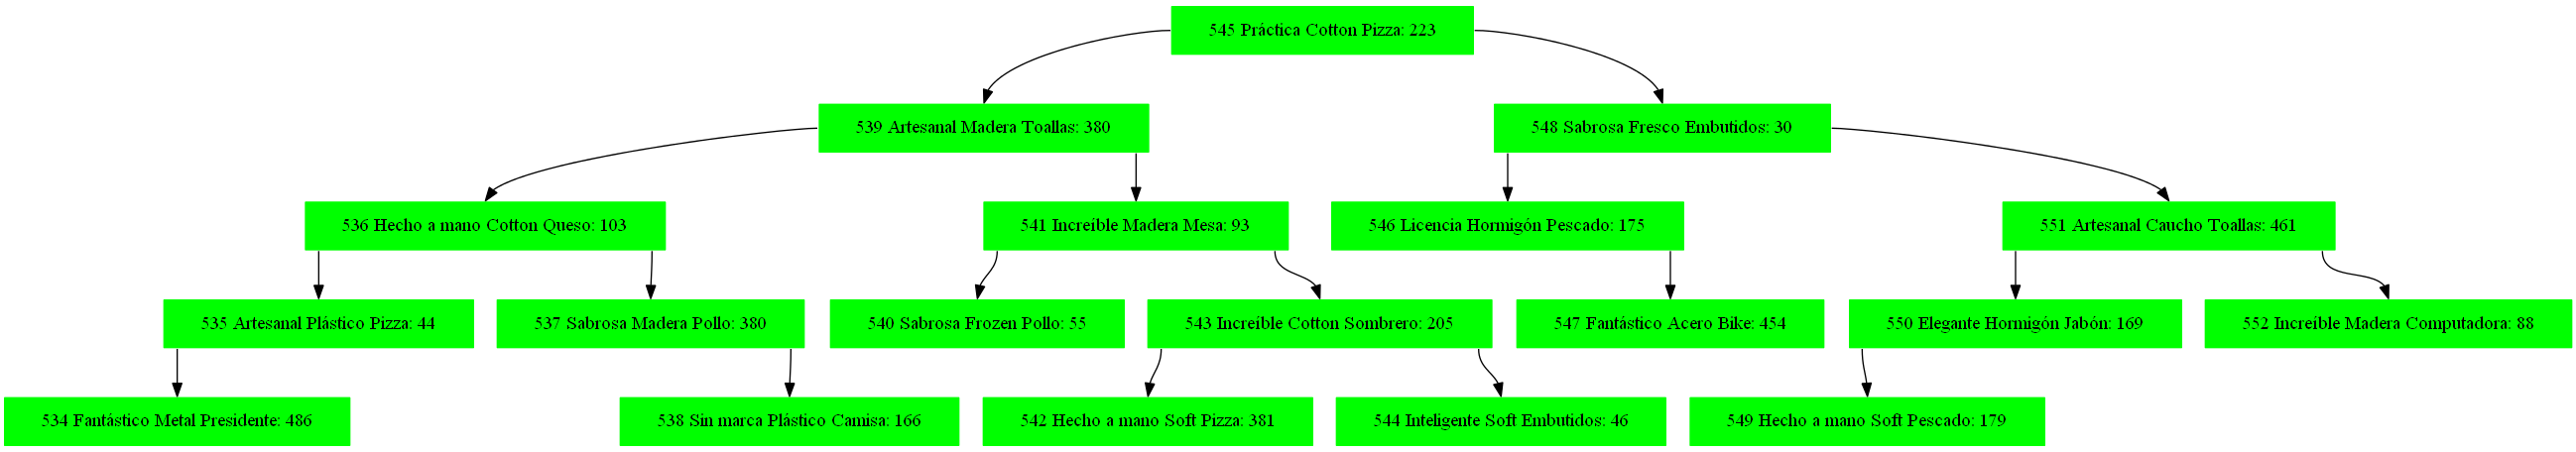 545 Práctica Cotton Pizza: 223
539 Artesanal Madera Toallas: 380
548 Sabrosa Fresco Embutidos: 30
536 Hecho a mano Cotton Queso: 103
541 Increíble Madera Mesa: 93
546 Licencia Hormigón Pescado: 175
551 Artesanal Caucho Toallas: 461
535 Artesanal Plástico Pizza: 44
537 Sabrosa Madera Pollo: 380
540 Sabrosa Frozen Pollo: 55
543 Increíble Cotton Sombrero: 205
547 Fantástico Acero Bike: 454
550 Elegante Hormigón Jabón: 169
552 Increíble Madera Computadora: 88
534 Fantástico Metal Presidente: 486
538 Sin marca Plástico Camisa: 166
542 Hecho a mano Soft Pizza: 381
544 Inteligente Soft Embutidos: 46
549 Hecho a mano Soft Pescado: 179